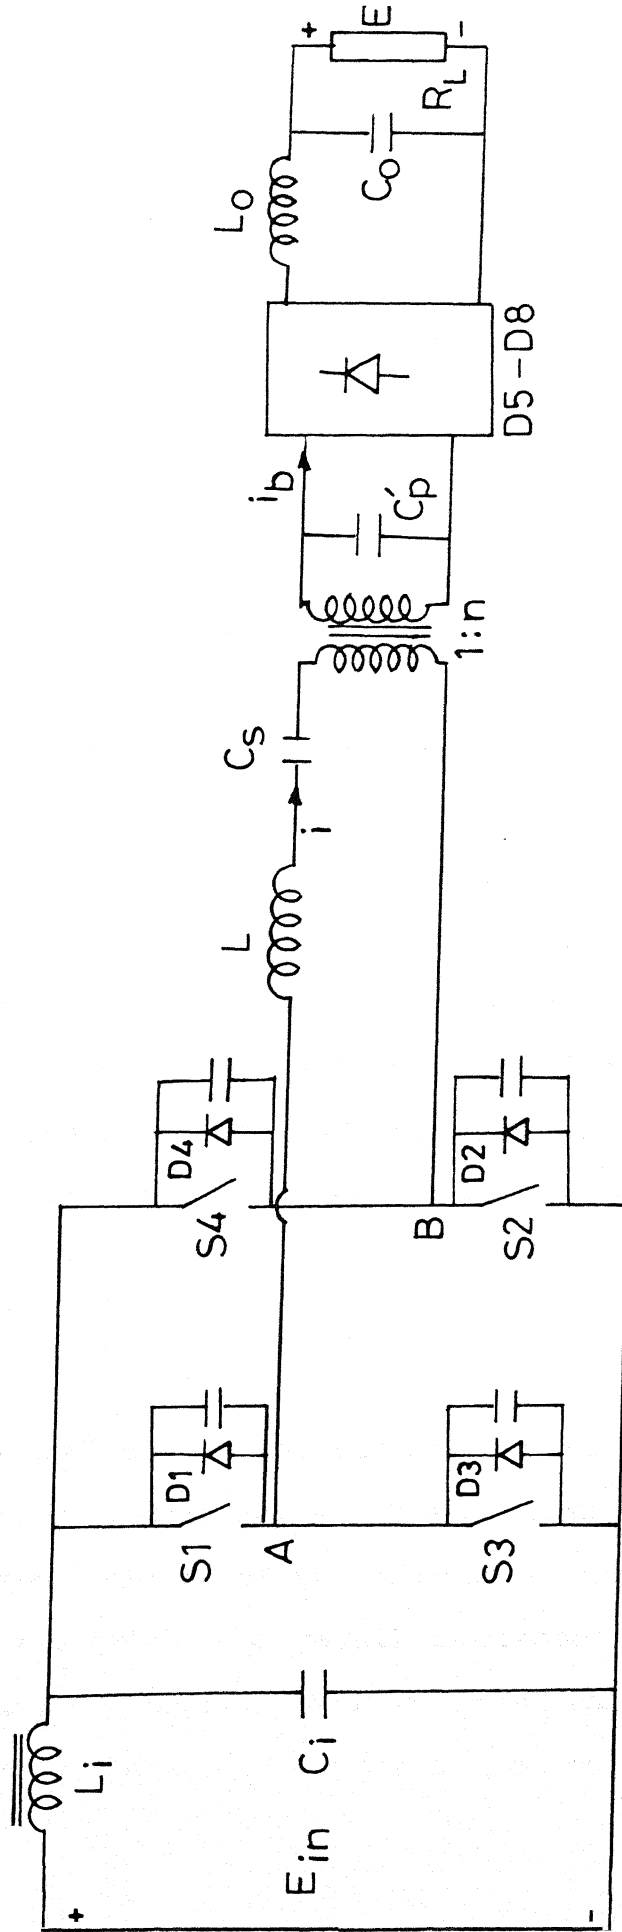 +
E_in
-
L_i
C_i
S1
D1
A
S3
D3
S4
D4
B
S2
D2
L
i
C_s
1:n
C'_p
i_b
D5-D8
L_o
C_o
R_L
+
E
-